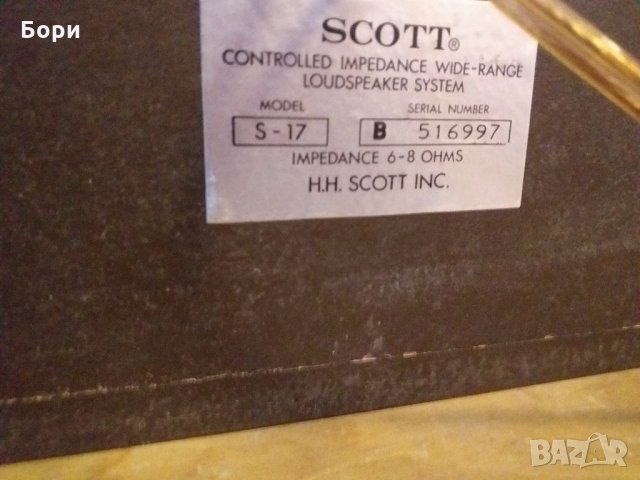 Бори
SCOTT®
CONTROLLED IMPEDANCE WIDE-RANGE
LOUDSPEAKER SYSTEM
MODEL SERIAL NUMBER
S-17 B 516997
IMPEDANCE 6-8 OHMS
H.H. SCOTT INC.
BAZAR